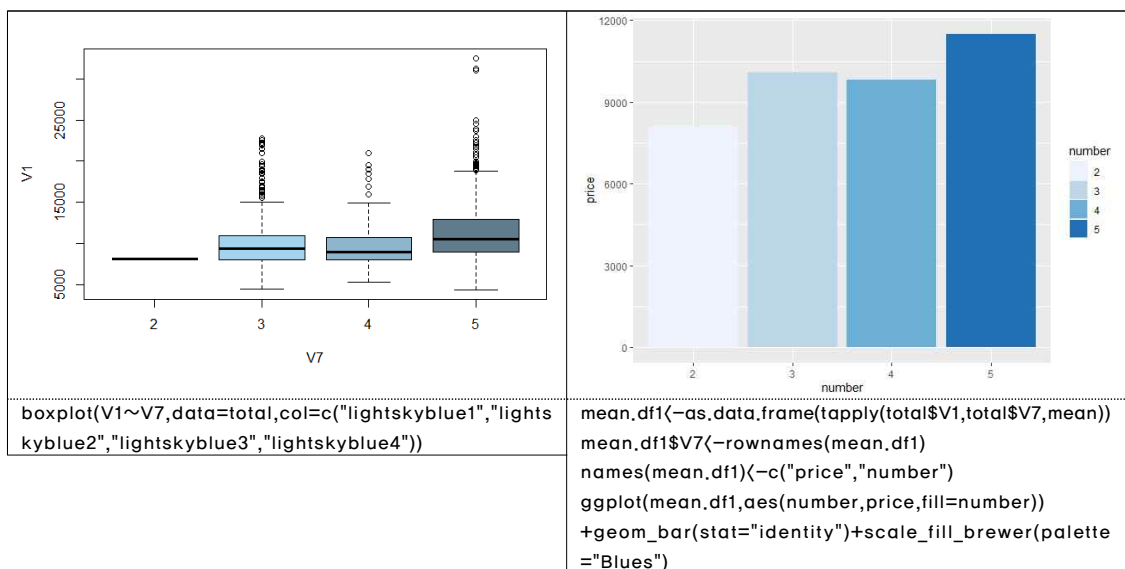 V1
25000
15000
5000
2 3 4 5
V7
12000
9000
6000
3000
0
price
2 3 4 5
number
number
2
3
4
5
boxplot(V1~V7,data=total,col=c("lightskyblue1","lights
kyblue2","lightskyblue3","lightskyblue4"))
mean.df1〈-as.data.frame(tapply(total$V1,total$V7,mean))
mean.df1$V7〈-rownames(mean.df1)
names(mean.df1)〈-c("price","number")
ggplot(mean.df1,aes(number,price,fill=number))
+geom_bar(stat="identity")+scale_fill_brewer(palette
="Blues")